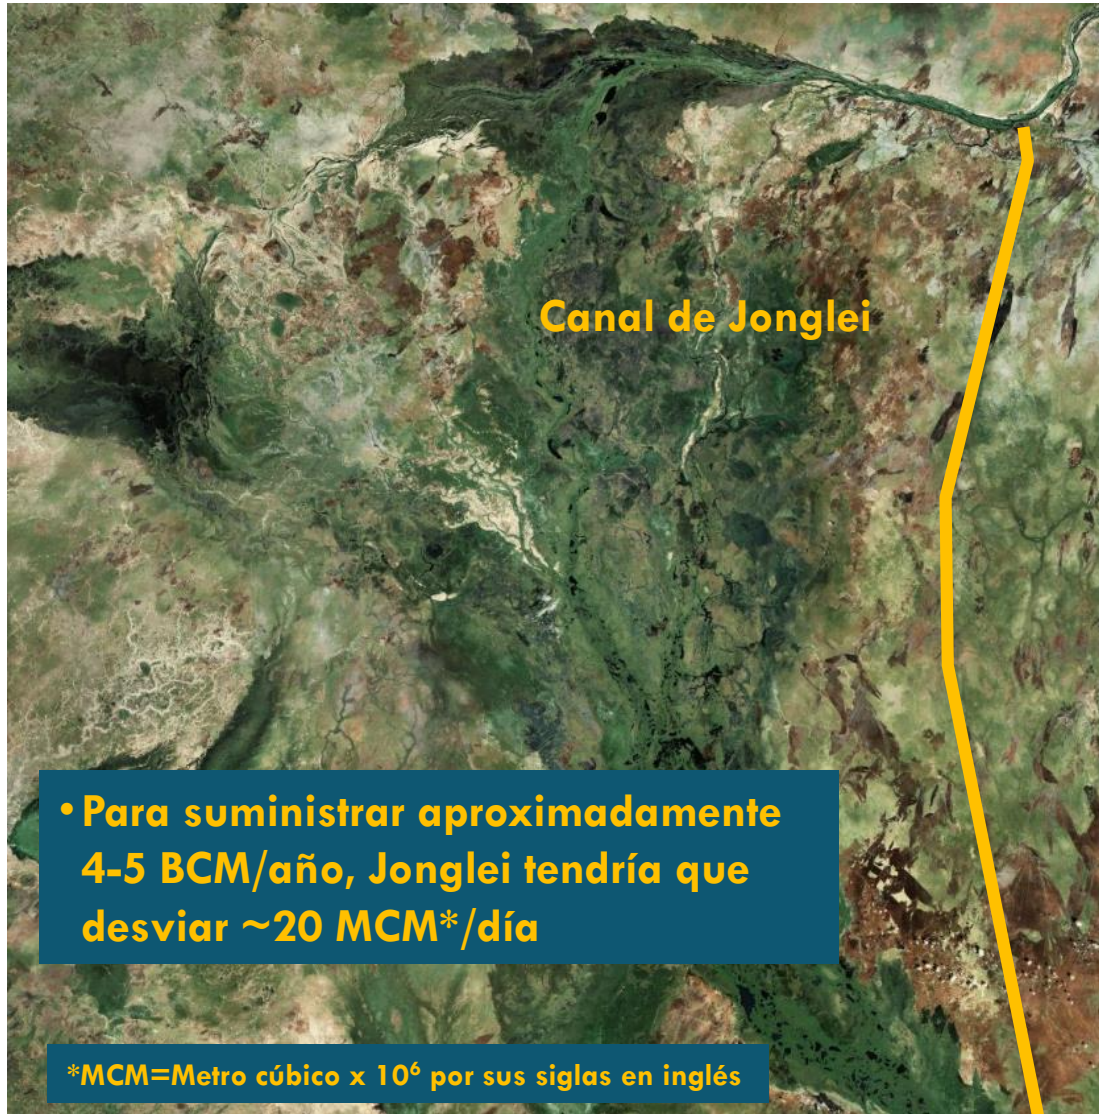 Canal de Jonglei
• Para suministrar aproximadamente
4-5 BCM/año, Jonglei tendría que
desviar ~20 MCM*/día
*MCM=Metro cúbico x 10⁶ por sus siglas en inglés